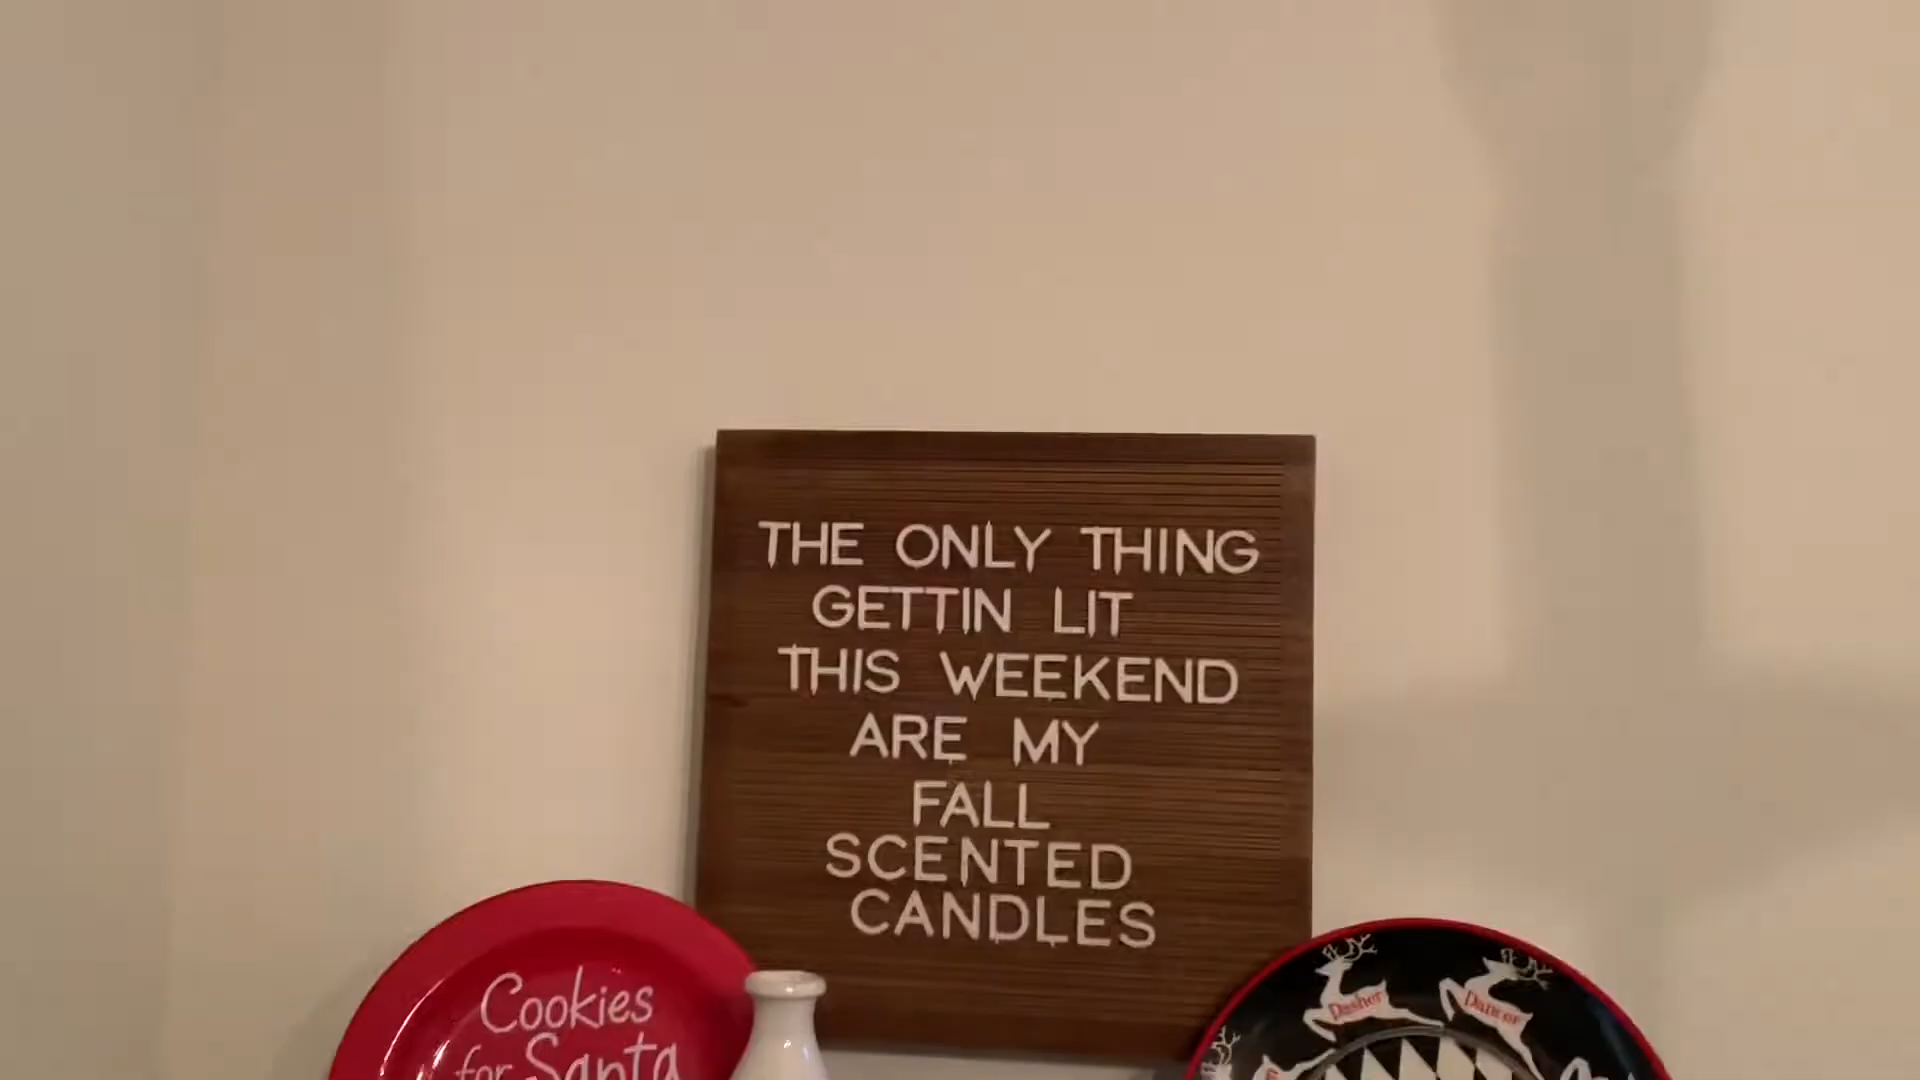 THE ONLY THING
GETTIN LIT
THIS WEEKEND
ARE MY
FALL
SCENTED
CANDLES
Cookies
for Santa
Dasher
Dancer